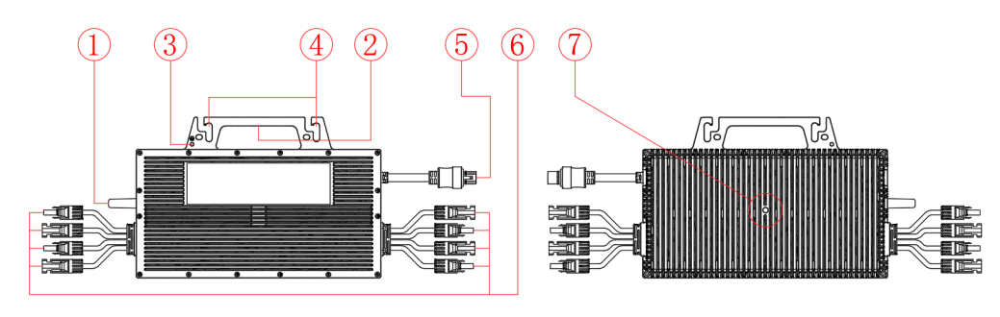 ① ③ ④ ② ⑤ ⑥ ⑦